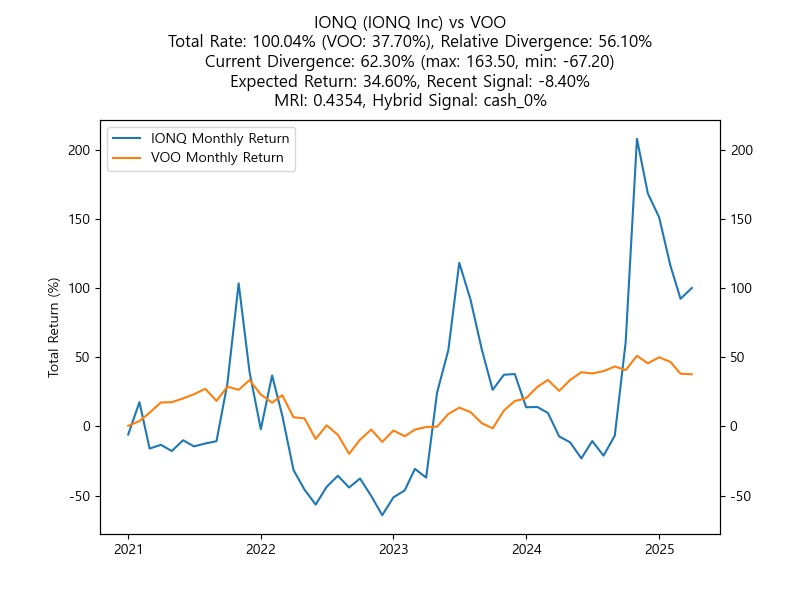 IONQ (IONQ Inc) vs VOO
Total Rate: 100.04% (VOO: 37.70%), Relative Divergence: 56.10%
Current Divergence: 62.30% (max: 163.50, min: -67.20)
Expected Return: 34.60%, Recent Signal: -8.40%
MRI: 0.4354, Hybrid Signal: cash_0%
IONQ Monthly Return
VOO Monthly Return
Total Return (%)
200
150
100
50
0
-50
200
150
100
50
0
-50
2021
2022
2023
2024
2025